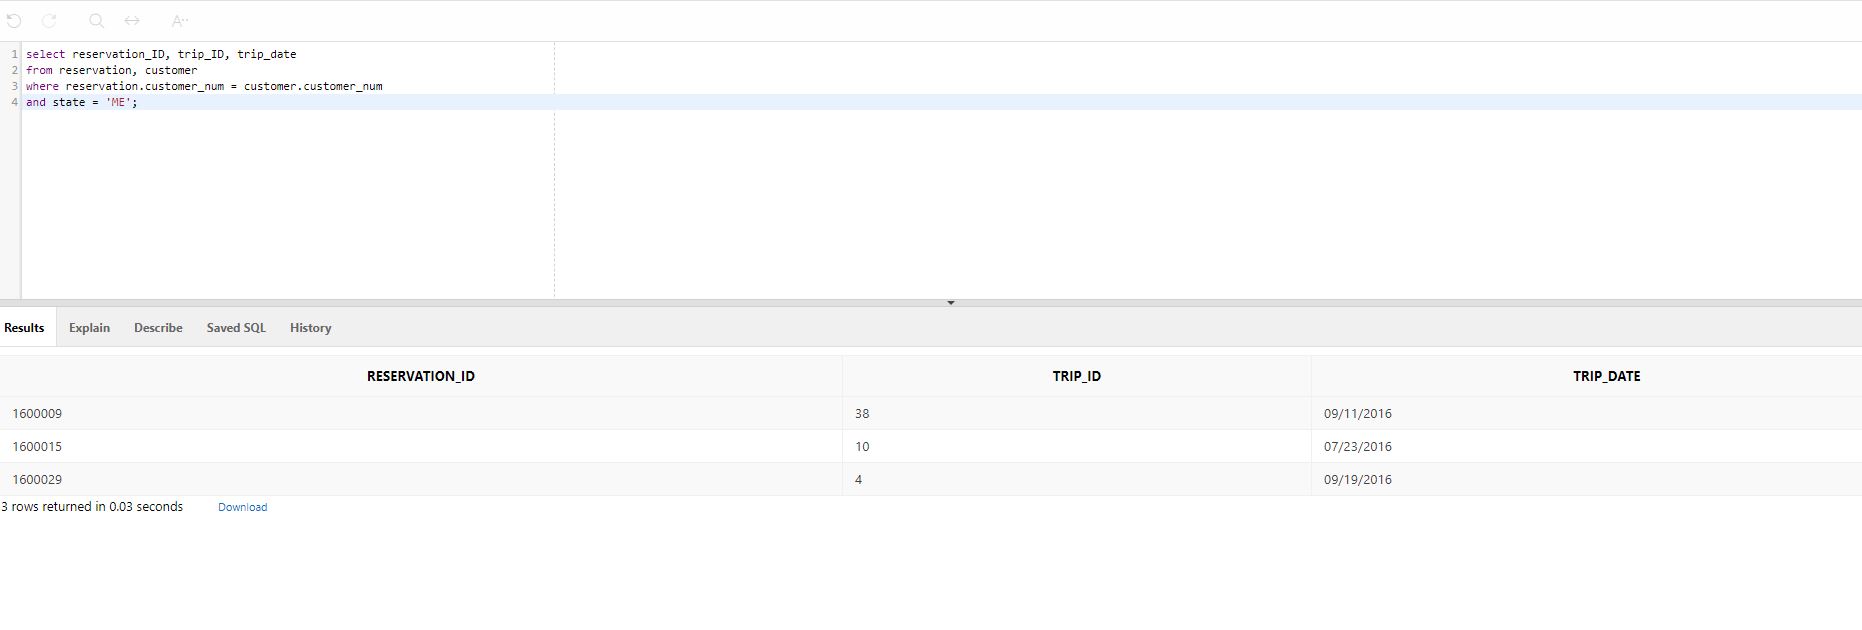 A··
1 select reservation_ID, trip_ID, trip_date
2 from reservation, customer
3 where reservation.customer_num = customer.customer_num
4 and state = 'ME';
Results Explain Describe Saved SQL History
RESERVATION_ID TRIP_ID TRIP_DATE
1600009 38 09/11/2016
1600015 10 07/23/2016
1600029 4 09/19/2016
3 rows returned in 0.03 seconds Download